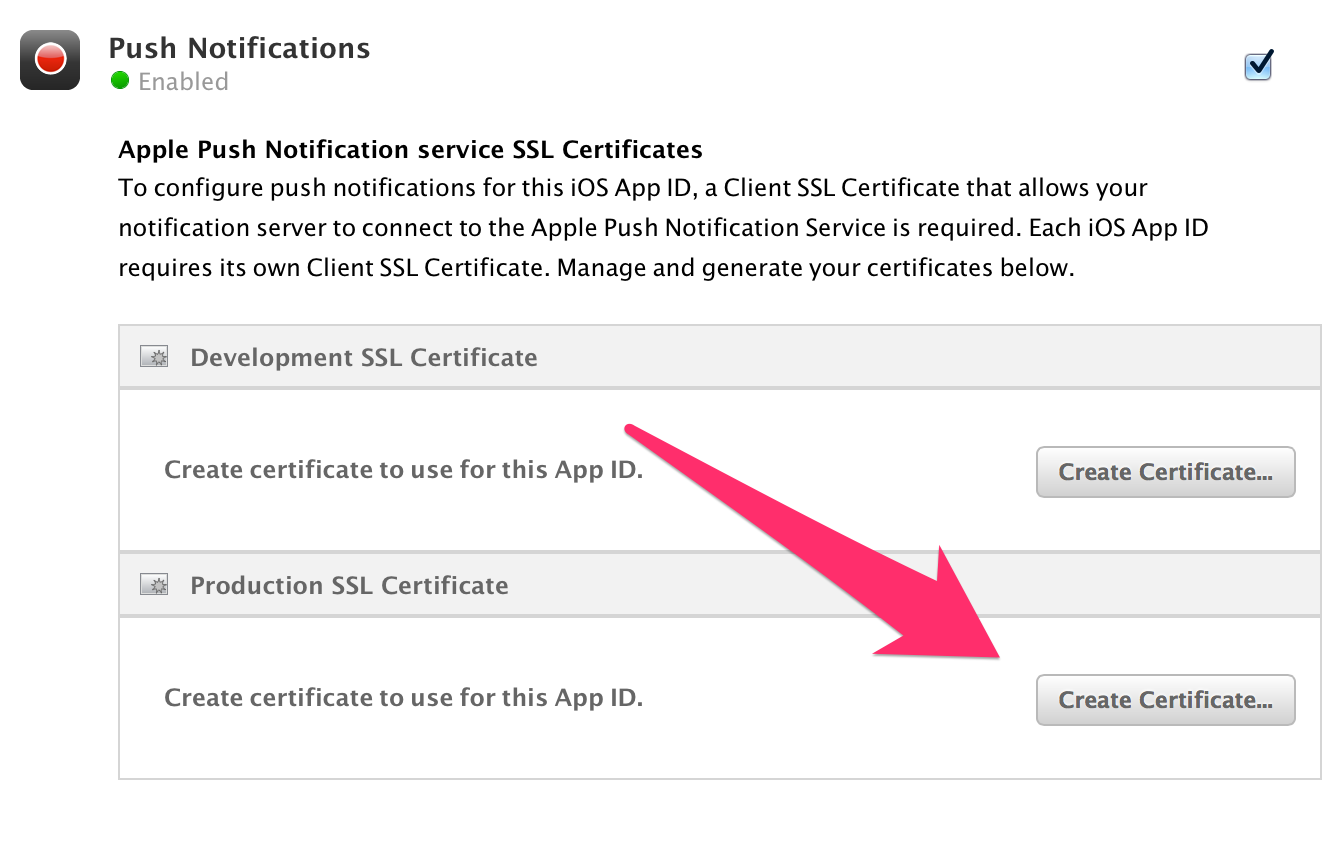 Push Notifications
Enabled
Apple Push Notification service SSL Certificates
To configure push notifications for this iOS App ID, a Client SSL Certificate that allows your
notification server to connect to the Apple Push Notification Service is required. Each iOS App ID
requires its own Client SSL Certificate. Manage and generate your certificates below.
Development SSL Certificate
Create certificate to use for this App ID.
Create Certificate...
Production SSL Certificate
Create certificate to use for this App ID.
Create Certificate...